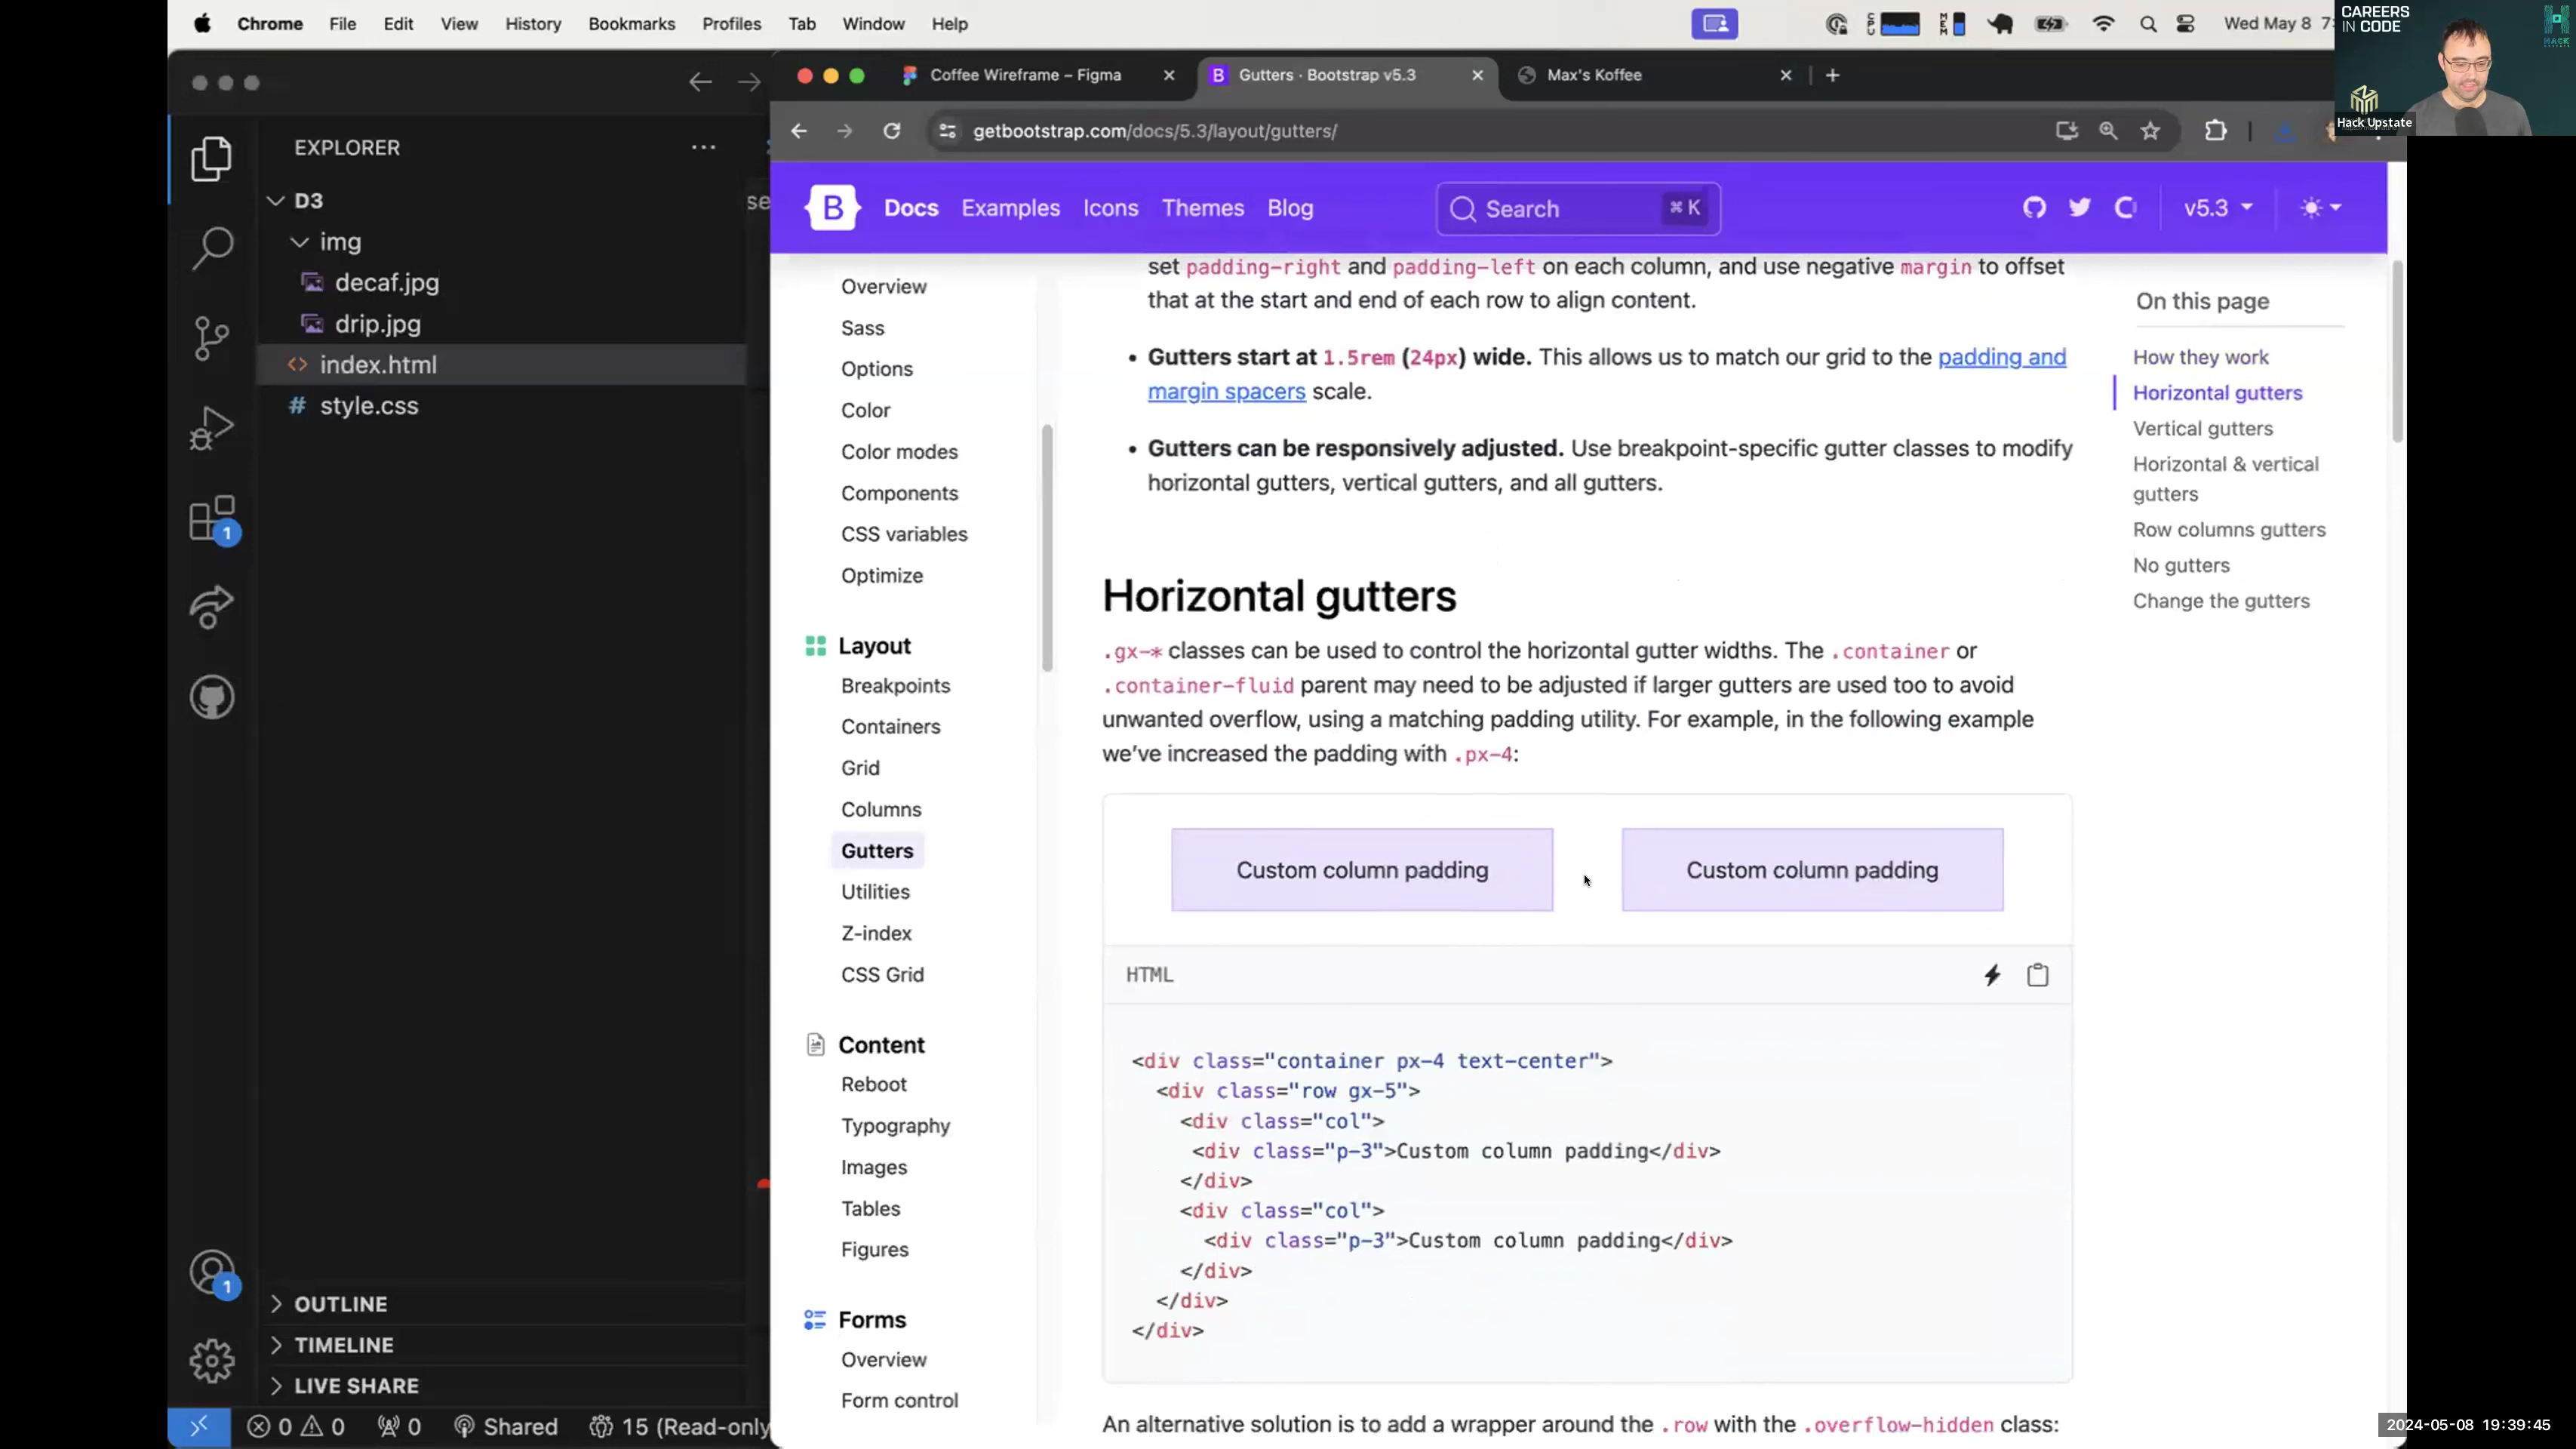 Chrome File Edit View History Bookmarks Profiles Tab Window Help
CPU
MEM
Wed May 8 7:
CAREERS
IN CODE
HACK
Hack Upstate
Coffee Wireframe – Figma
Gutters · Bootstrap v5.3
Max's Koffee
getbootstrap.com/docs/5.3/layout/gutters/
EXPLORER
D3
img
decaf.jpg
drip.jpg
index.html
style.css
1
1
OUTLINE
TIMELINE
LIVE SHARE
0 0 0 Shared 15 (Read-only
se
B Docs Examples Icons Themes Blog
Search ⌘ K
v5.3
Overview
Sass
Options
Color
Color modes
Components
CSS variables
Optimize
Layout
Breakpoints
Containers
Grid
Columns
Gutters
Utilities
Z-index
CSS Grid
Content
Reboot
Typography
Images
Tables
Figures
Forms
Overview
Form control
set padding-right and padding-left on each column, and use negative margin to offset
that at the start and end of each row to align content.
• Gutters start at 1.5rem (24px) wide. This allows us to match our grid to the padding and
margin spacers scale.
• Gutters can be responsively adjusted. Use breakpoint-specific gutter classes to modify
horizontal gutters, vertical gutters, and all gutters.
Horizontal gutters
.gx-* classes can be used to control the horizontal gutter widths. The .container or
.container-fluid parent may need to be adjusted if larger gutters are used too to avoid
unwanted overflow, using a matching padding utility. For example, in the following example
we've increased the padding with .px-4:
Custom column padding
Custom column padding
HTML
<div class="container px-4 text-center">
<div class="row gx-5">
<div class="col">
<div class="p-3">Custom column padding</div>
</div>
<div class="col">
<div class="p-3">Custom column padding</div>
</div>
</div>
</div>
An alternative solution is to add a wrapper around the .row with the .overflow-hidden class:
On this page
How they work
Horizontal gutters
Vertical gutters
Horizontal & vertical
gutters
Row columns gutters
No gutters
Change the gutters
2024-05-08 19:39:45